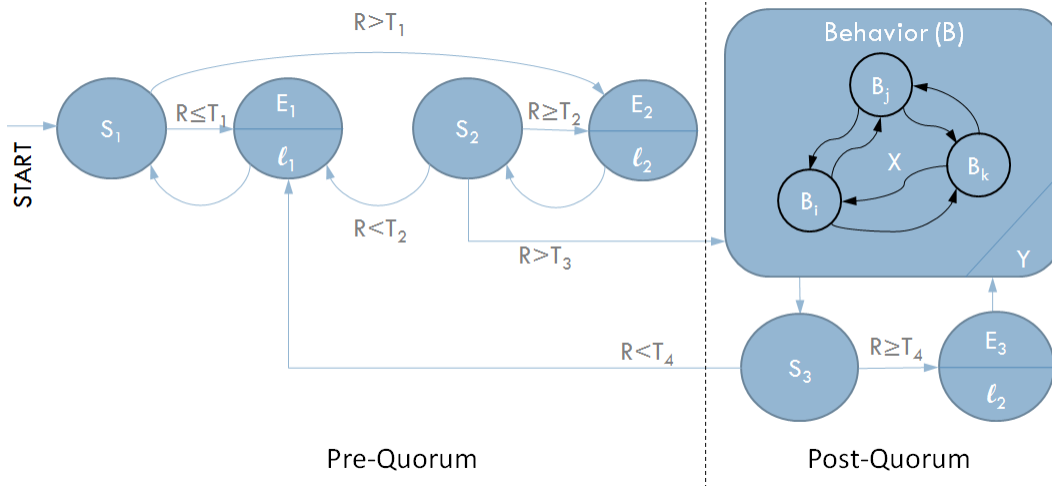 R>T₁
Behavior (B)
Bⱼ
S₁
R≤T₁
E₁
ℓ₁
S₂
R≥T₂
E₂
ℓ₂
X
Bₖ
Bᵢ
START
R<T₂
R>T₃
Y
R<T₄
S₃
R≥T₄
E₃
ℓ₂
Pre-Quorum
Post-Quorum